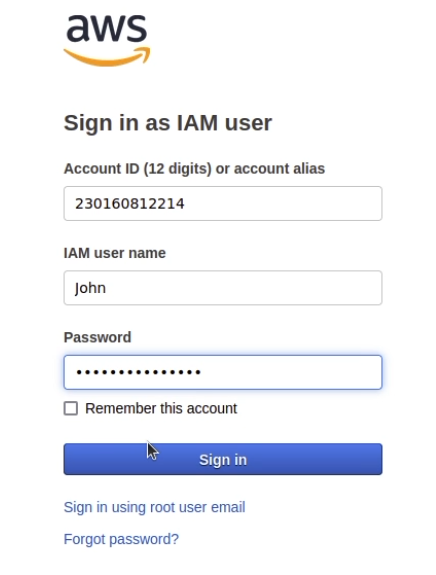 aws
Sign in as IAM user
Account ID (12 digits) or account alias
230160812214
IAM user name
John
Password
•••••••••••••••
Remember this account
Sign in
Sign in using root user email
Forgot password?